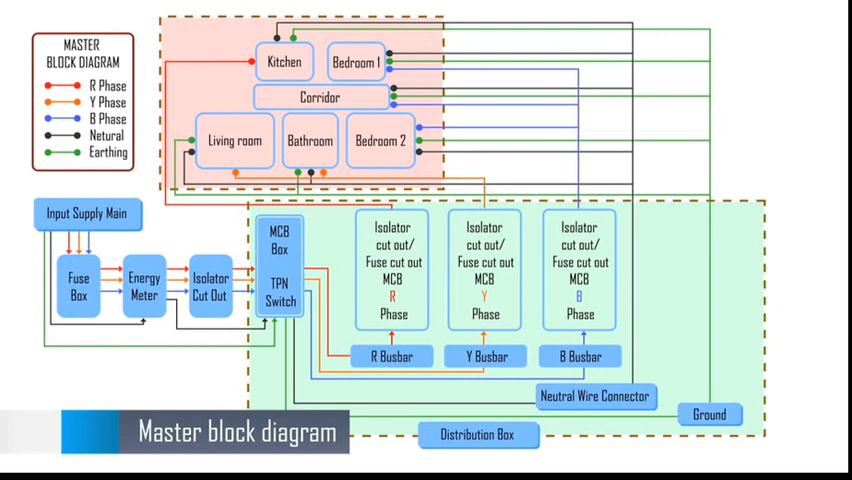 MASTER
BLOCK DIAGRAM
R Phase
Y Phase
B Phase
Netural
Earthing
Kitchen
Bedroom 1
Corridor
Living room
Bathroom
Bedroom 2
Input Supply Main
Fuse
Box
Energy
Meter
Isolator
Cut Out
MCB
Box
TPN
Switch
Isolator
cut out/
Fuse cut out
MCB
R
Phase
Isolator
cut out/
Fuse cut out
MCB
Y
Phase
Isolator
cut out/
Fuse cut out
MCB
B
Phase
R Busbar
Y Busbar
B Busbar
Neutral Wire Connector
Ground
Distribution Box
Master block diagram